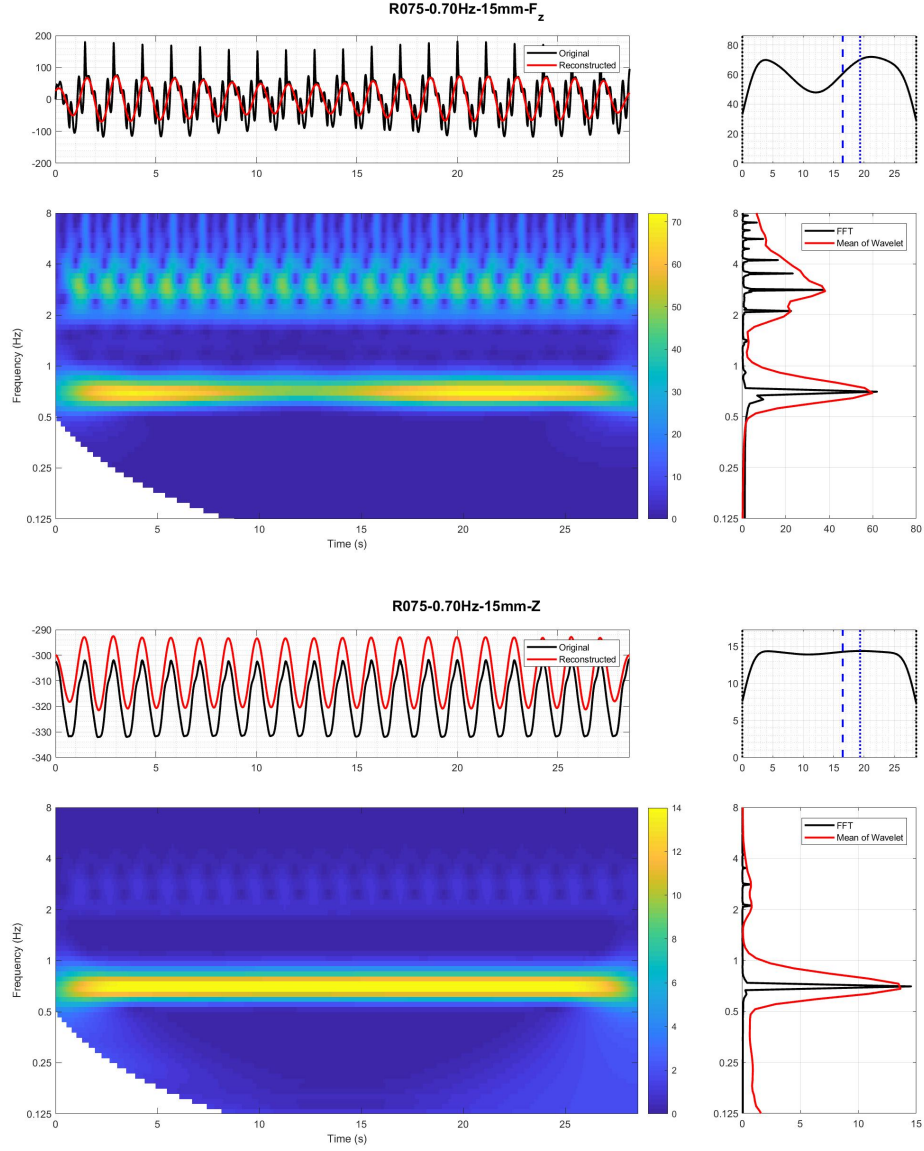 R075-0.70Hz-15mm-F_z
200
100
0
-100
-200
0 5 10 15 20 25
Original
Reconstructed
80
60
40
20
0
0 5 10 15 20 25
8
4
2
1
0.5
0.25
0.125
Frequency (Hz)
0 5 10 15 20 25
Time (s)
70
60
50
40
30
20
10
0
8
4
2
1
0.5
0.25
0.125
0 20 40 60 80
FFT
Mean of Wavelet
R075-0.70Hz-15mm-Z
-290
-300
-310
-320
-330
-340
0 5 10 15 20 25
Original
Reconstructed
15
10
5
0
0 5 10 15 20 25
8
4
2
1
0.5
0.25
0.125
Frequency (Hz)
0 5 10 15 20 25
Time (s)
14
12
10
8
6
4
2
0
8
4
2
1
0.5
0.25
0.125
0 5 10 15
FFT
Mean of Wavelet